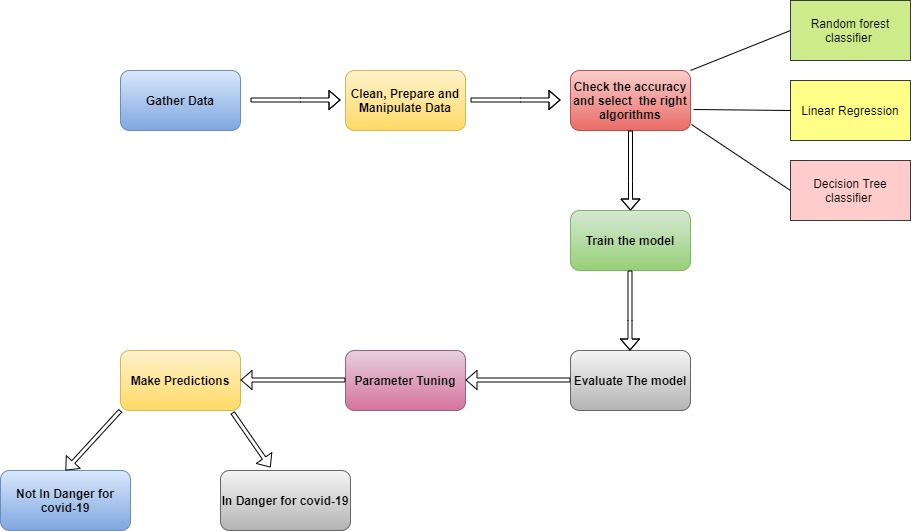 Random forest
classifier
Gather Data
Clean, Prepare and
Manipulate Data
Check the accuracy
and select the right
algorithms
Linear Regression
Decision Tree
classifier
Train the model
Make Predictions
Parameter Tuning
Evaluate The model
Not In Danger for
covid-19
In Danger for covid-19